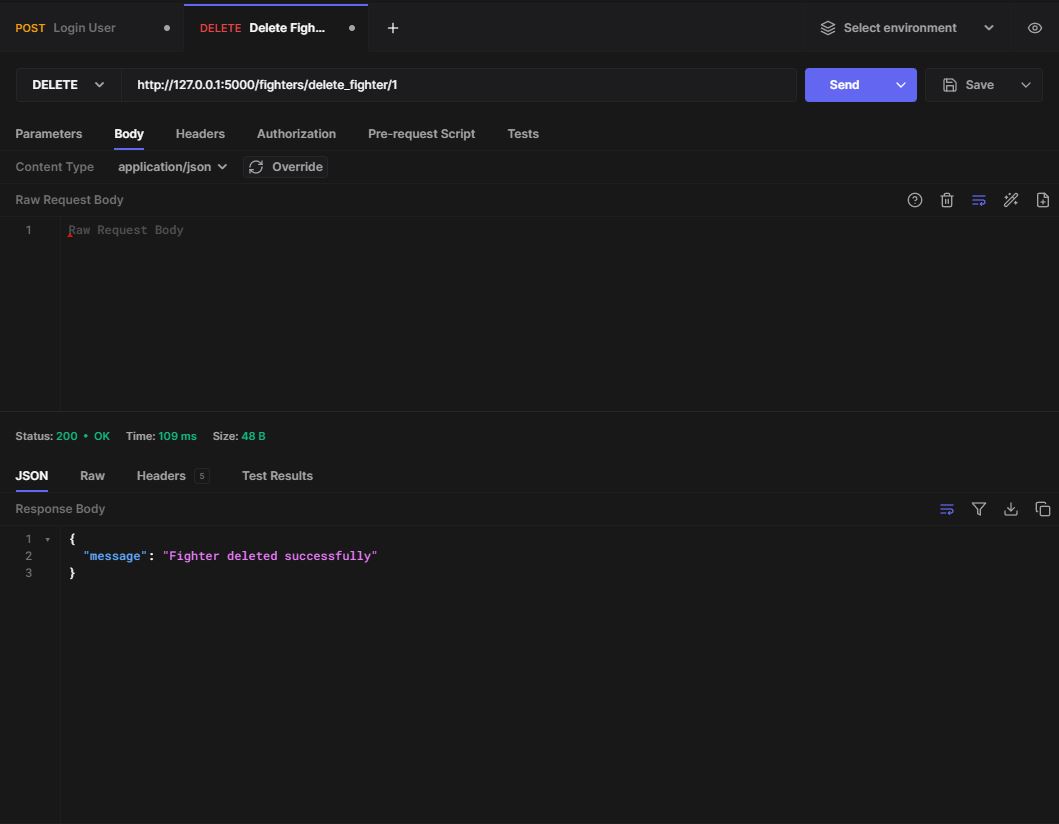 POST Login User DELETE Delete Figh... Select environment
DELETE http://127.0.0.1:5000/fighters/delete_fighter/1 Send Save
Parameters Body Headers Authorization Pre-request Script Tests
Content Type application/json Override
Raw Request Body
1 Raw Request Body
Status: 200 • OK Time: 109 ms Size: 48 B
JSON Raw Headers 5 Test Results
Response Body
1 {
2 "message": "Fighter deleted successfully"
3 }